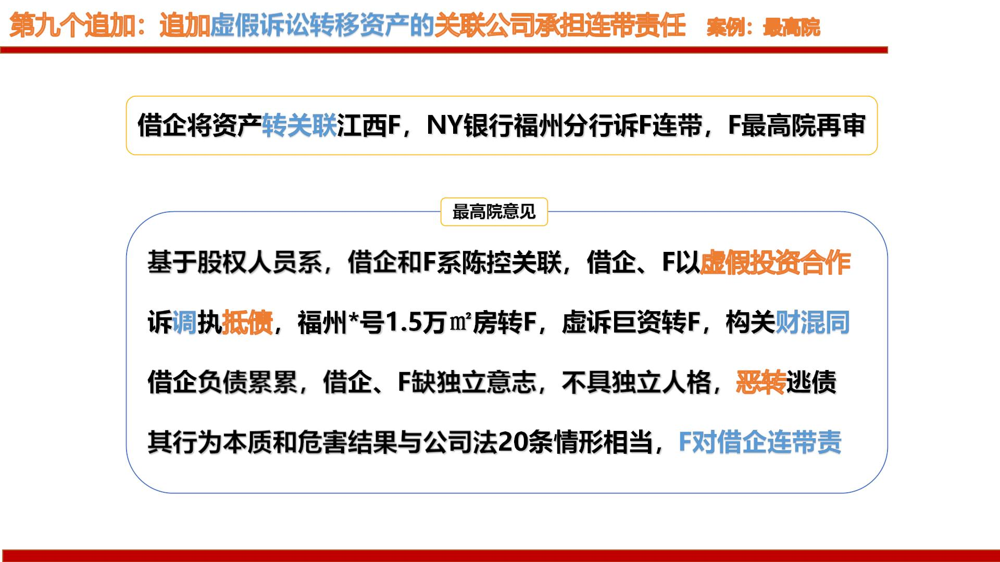 第九个追加：追加虚假诉讼转移资产的关联公司承担连带责任 案例：最高院
借企将资产转关联江西F，NY银行福州分行诉F连带，F最高院再审
最高院意见
基于股权人员系，借企和F系陈控关联，借企、F以虚假投资合作
诉调执抵债，福州*号1.5万㎡房转F，虚诉巨资转F，构关财混同
借企负债累累，借企、F缺独立意志，不具独立人格，恶转逃债
其行为本质和危害结果与公司法20条情形相当，F对借企连带责